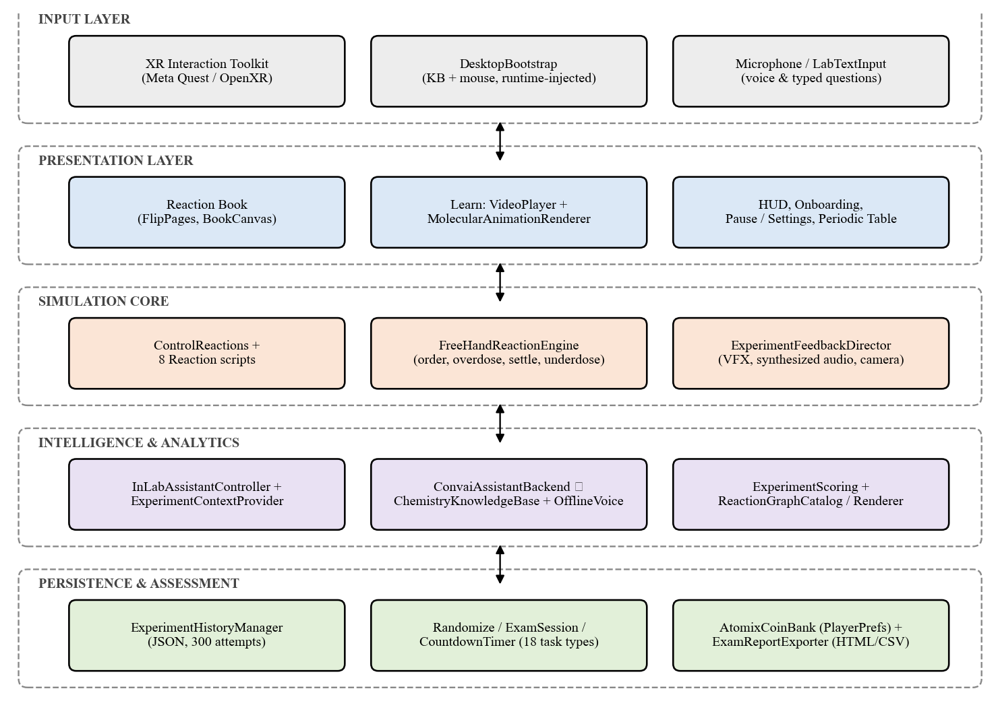 INPUT LAYER
XR Interaction Toolkit
(Meta Quest / OpenXR)
DesktopBootstrap
(KB + mouse, runtime-injected)
Microphone / LabTextInput
(voice & typed questions)
PRESENTATION LAYER
Reaction Book
(FlipPages, BookCanvas)
Learn: VideoPlayer +
MolecularAnimationRenderer
HUD, Onboarding,
Pause / Settings, Periodic Table
SIMULATION CORE
ControlReactions +
8 Reaction scripts
FreeHandReactionEngine
(order, overdose, settle, underdose)
ExperimentFeedbackDirector
(VFX, synthesized audio, camera)
INTELLIGENCE & ANALYTICS
InLabAssistantController +
ExperimentContextProvider
ConvaiAssistantBackend
ChemistryKnowledgeBase + OfflineVoice
ExperimentScoring +
ReactionGraphCatalog / Renderer
PERSISTENCE & ASSESSMENT
ExperimentHistoryManager
(JSON, 300 attempts)
Randomize / ExamSession /
CountdownTimer (18 task types)
AtomixCoinBank (PlayerPrefs) +
ExamReportExporter (HTML/CSV)